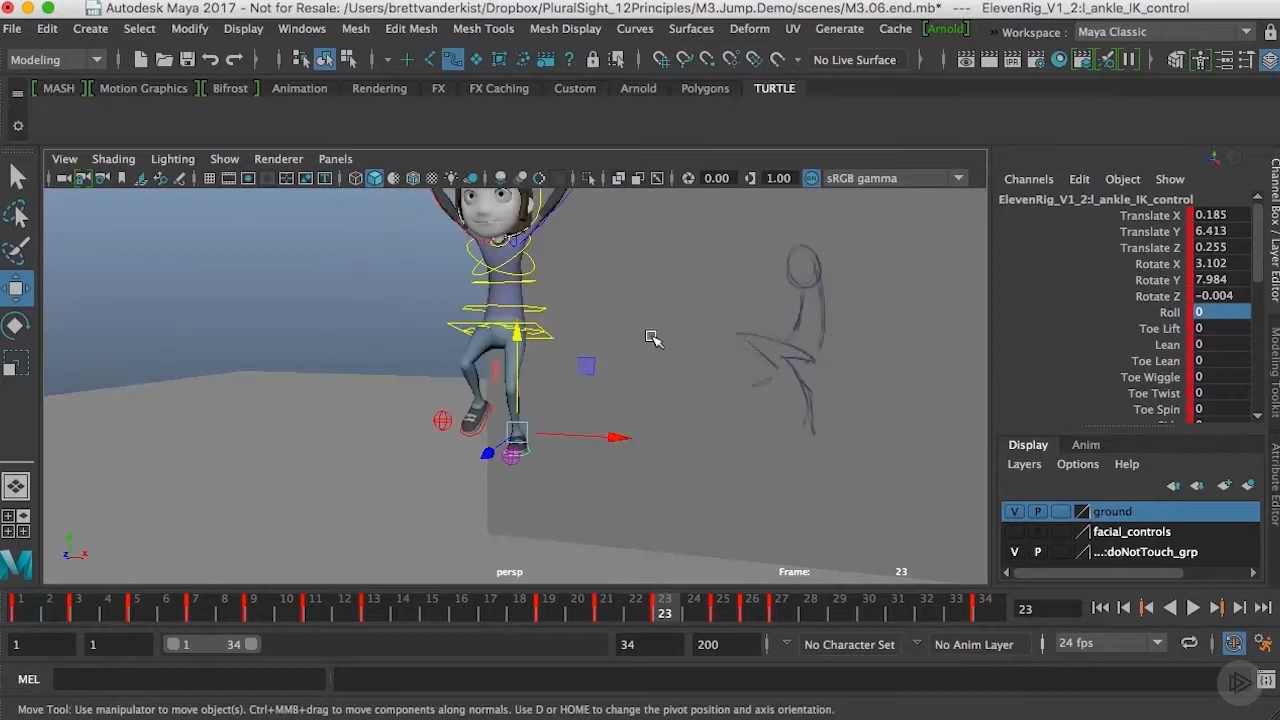 Autodesk Maya 2017 - Not for Resale: /Users/brettvanderkist/Dropbox/PluralSight_12Principles/M3.Jump.Demo/scenes/M3.06.end.mb* --- ElevenRig_V1_2:l_ankle_IK_control
File Edit Create Select Modify Display Windows Mesh Edit Mesh Mesh Tools Mesh Display Curves Surfaces Deform UV Generate Cache Arnold Workspace : Maya Classic
Modeling No Live Surface
MASH Motion Graphics Bifrost Animation Rendering FX FX Caching Custom Arnold Polygons TURTLE
View Shading Lighting Show Renderer Panels
0.00 1.00 sRGB gamma
persp
Frame: 23
Channels Edit Object Show
ElevenRig_V1_2:l_ankle_IK_control
Translate X 0.185
Translate Y 6.413
Translate Z 0.255
Rotate X 3.102
Rotate Y 7.984
Rotate Z -0.004
Roll 0
Toe Lift 0
Lean 0
Toe Lean 0
Toe Wiggle 0
Toe Twist 0
Toe Spin 0
Display Anim
Layers Options Help
V P ground
facial_controls
V P ...:doNotTouch_grp
Channel Box / Layer Editor
Modeling Toolkit
Attribute Editor
1 2 3 4 5 6 7 8 9 10 11 12 13 14 15 16 17 18 19 20 21 22 23 24 25 26 27 28 29 30 31 32 33 34
23
23
1 1 1 34 34 200 No Character Set No Anim Layer 24 fps
MEL
Move Tool: Use manipulator to move object(s). Ctrl+MMB+drag to move components along normals. Use D or HOME to change the pivot position and axis orientation.